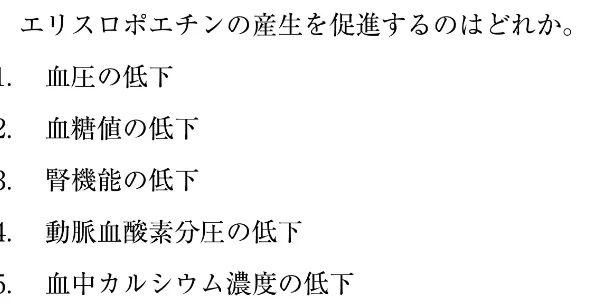 エリスロポエチンの産生を促進するのはどれか。
1. 血圧の低下
2. 血糖値の低下
3. 腎機能の低下
4. 動脈血酸素分圧の低下
5. 血中カルシウム濃度の低下